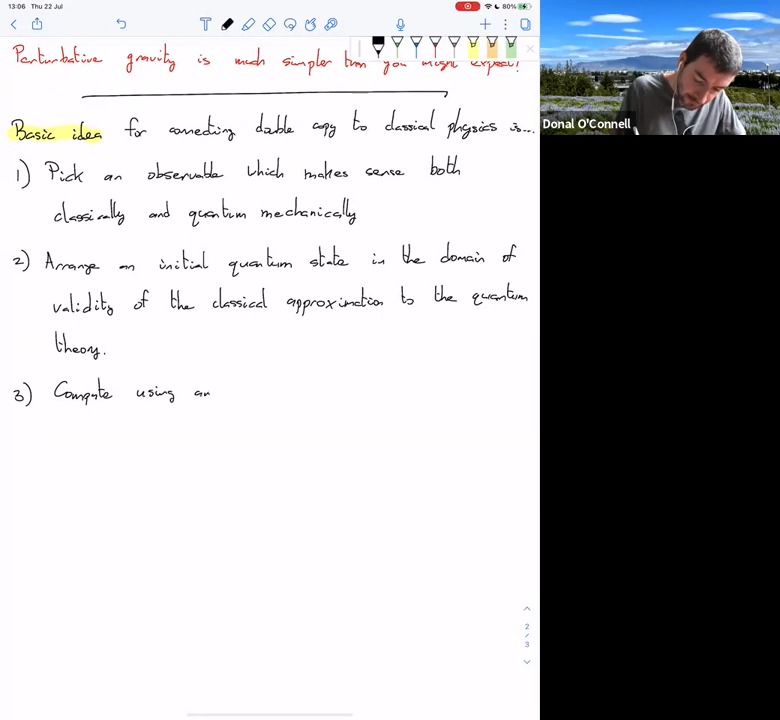 13:06 Thu 22 Jul
80%
Perturbative gravity is much simpler than you might expect!
Basic idea for connecting double copy to classical physics is...
1) Pick an observable which makes sense both
classically and quantum mechanically
2) Arrange an initial quantum state in the domain of
validity of the classical approximation to the quantum
theory.
3) Compute using an
2
/
3
Donal O'Connell